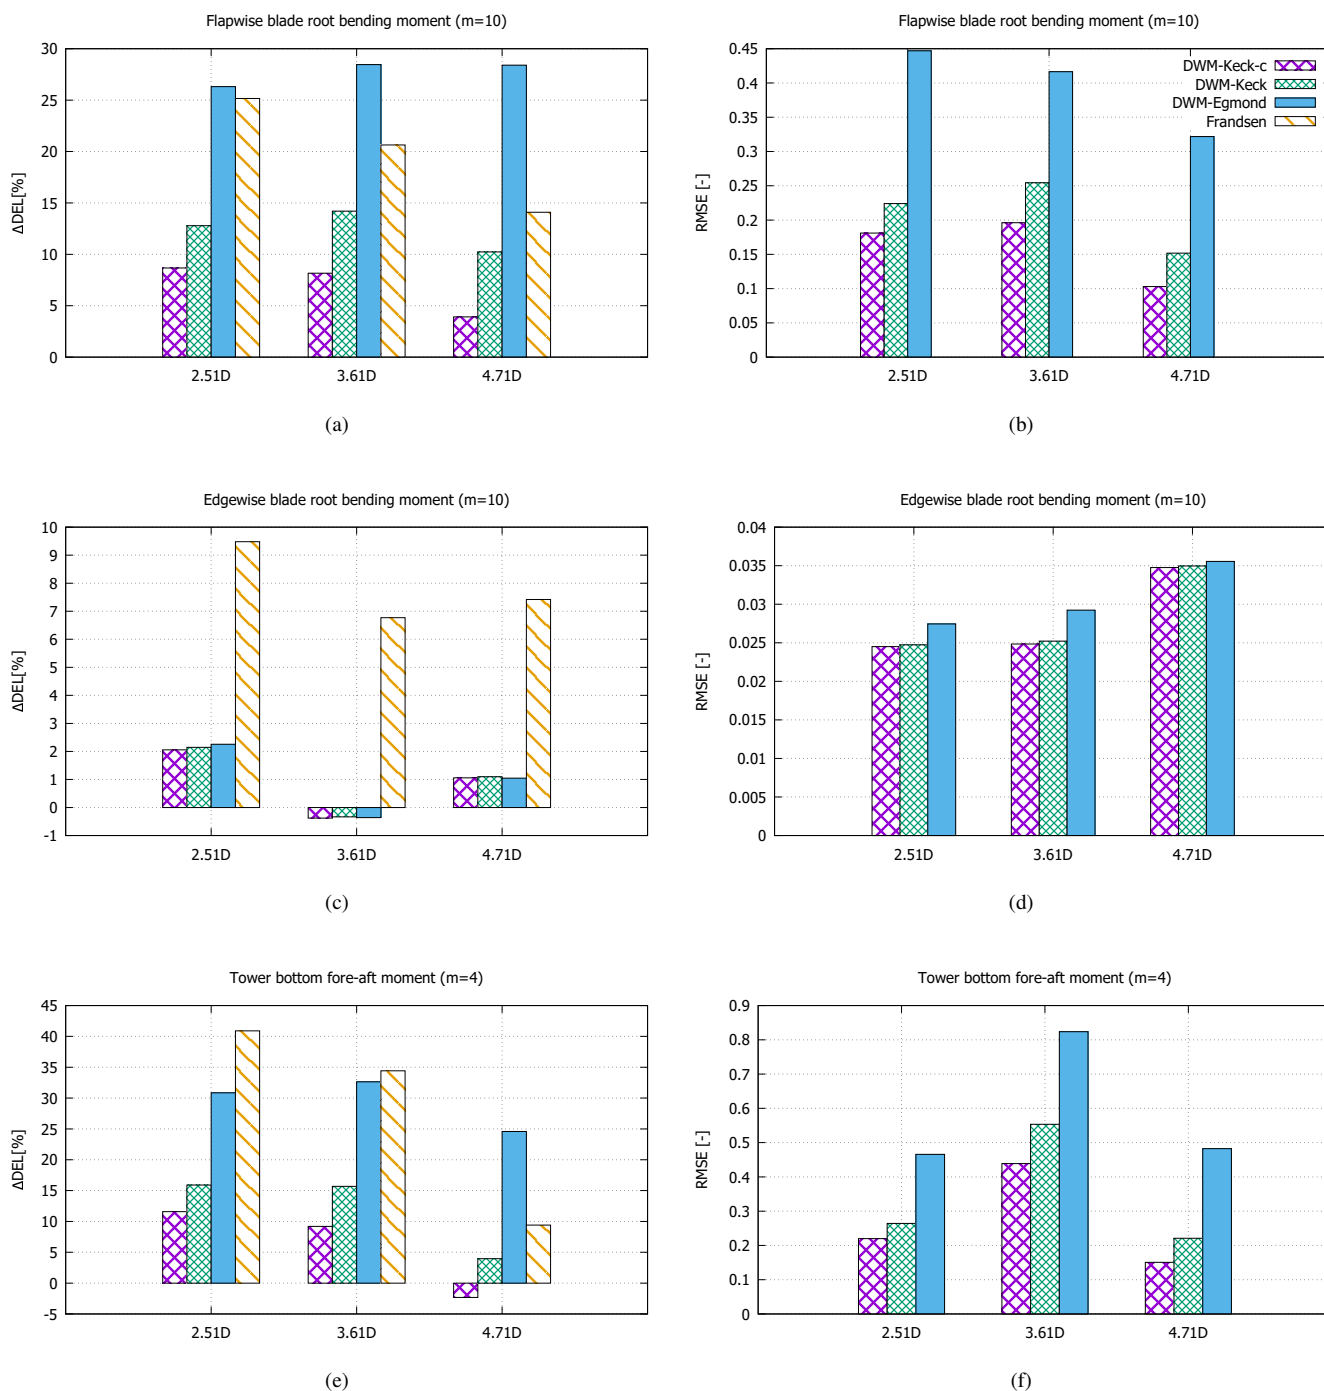 Flapwise blade root bending moment (m=10)
30
25
20
15
10
5
0
ΔDEL[%]
2.51D
3.61D
4.71D
(a)
Flapwise blade root bending moment (m=10)
0.45
0.4
0.35
0.3
0.25
0.2
0.15
0.1
0.05
0
RMSE [-]
DWM-Keck-c
DWM-Keck
DWM-Egmond
Frandsen
2.51D
3.61D
4.71D
(b)
Edgewise blade root bending moment (m=10)
10
9
8
7
6
5
4
3
2
1
0
-1
ΔDEL[%]
2.51D
3.61D
4.71D
(c)
Edgewise blade root bending moment (m=10)
0.04
0.035
0.03
0.025
0.02
0.015
0.01
0.005
0
RMSE [-]
2.51D
3.61D
4.71D
(d)
Tower bottom fore-aft moment (m=4)
45
40
35
30
25
20
15
10
5
0
-5
ΔDEL[%]
2.51D
3.61D
4.71D
(e)
Tower bottom fore-aft moment (m=4)
0.9
0.8
0.7
0.6
0.5
0.4
0.3
0.2
0.1
0
RMSE [-]
2.51D
3.61D
4.71D
(f)